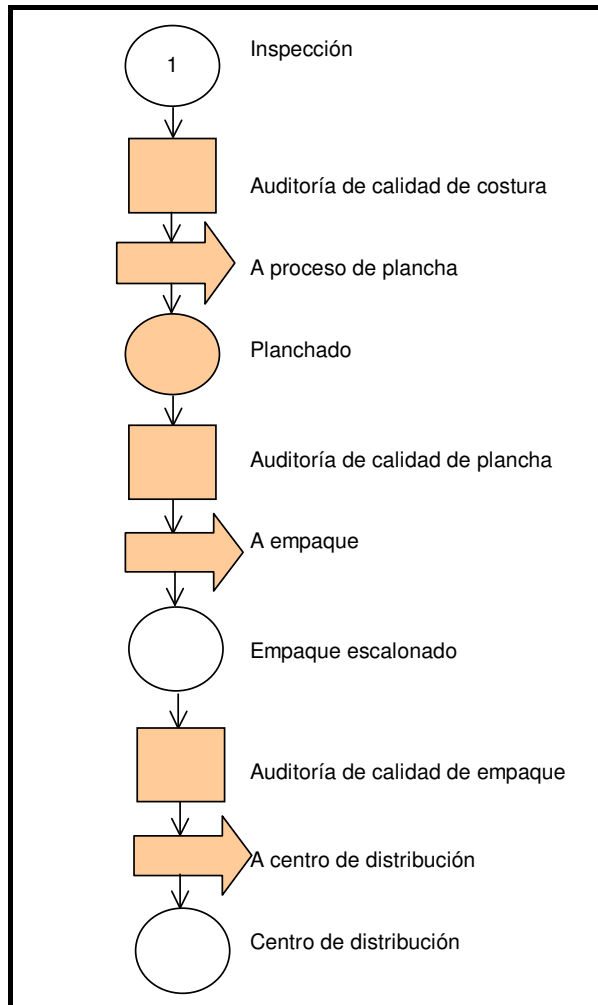 1
Inspección
Auditoría de calidad de costura
A proceso de plancha
Planchado
Auditoría de calidad de plancha
A empaque
Empaque escalonado
Auditoría de calidad de empaque
A centro de distribución
Centro de distribución